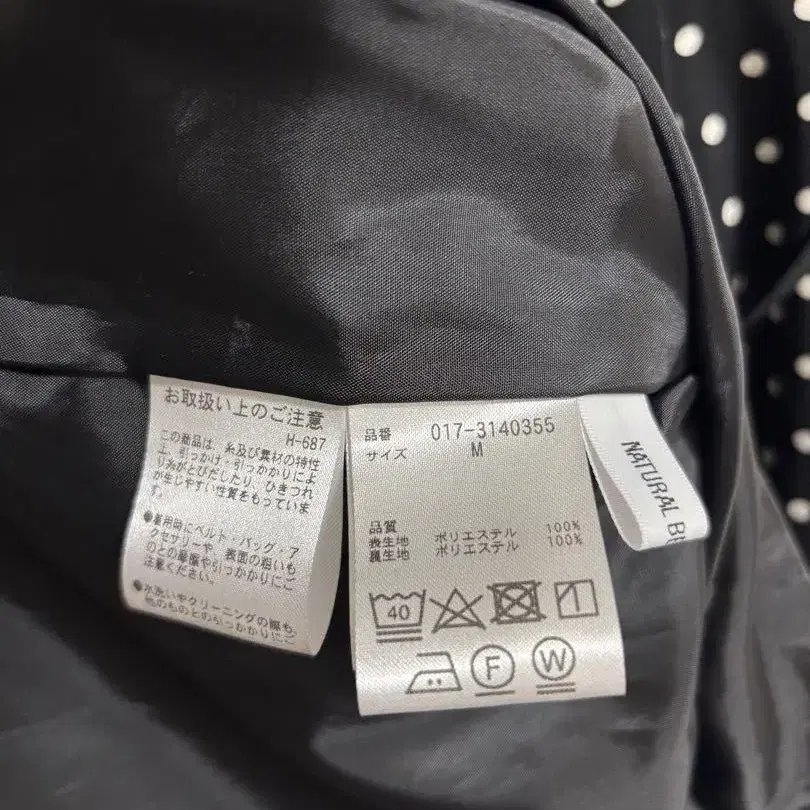 お取扱い上のご注意
H-687
この商品は、糸及び素材の特性
上、引っかけ・引っかかりによ
り糸がとびだしたり、ひきつれ
が生じやすい性質をもっていま
す。
●着用時にベルト・バッグ・ア
クセサリーや、表面の粗いも
のとの摩擦や引っかかりにご
注意ください。
●水洗いやクリーニングの際も、
他のものとの引っかかりにご
品番 017-3140355
サイズ M
品質
表生地 ポリエステル 100%
裏生地 ポリエステル 100%
40
F
W
NATURAL